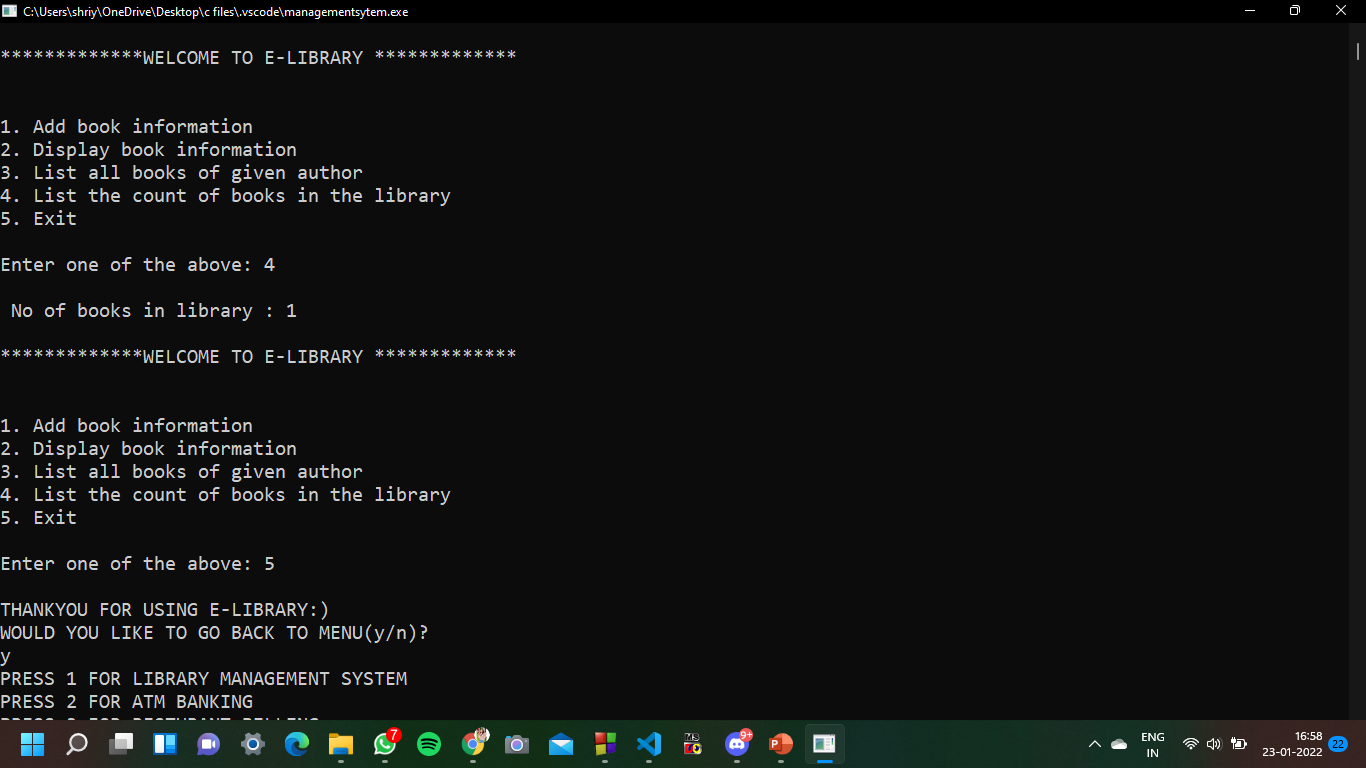 C:\Users\shriy\OneDrive\Desktop\c files\.vscode\managementsytem.exe
*************WELCOME TO E-LIBRARY *************
1. Add book information
2. Display book information
3. List all books of given author
4. List the count of books in the library
5. Exit
Enter one of the above: 4
No of books in library : 1
*************WELCOME TO E-LIBRARY *************
1. Add book information
2. Display book information
3. List all books of given author
4. List the count of books in the library
5. Exit
Enter one of the above: 5
THANKYOU FOR USING E-LIBRARY:)
WOULD YOU LIKE TO GO BACK TO MENU(y/n)?
y
PRESS 1 FOR LIBRARY MANAGEMENT SYSTEM
PRESS 2 FOR ATM BANKING
7
9+
ENG
IN
16:58
23-01-2022
22